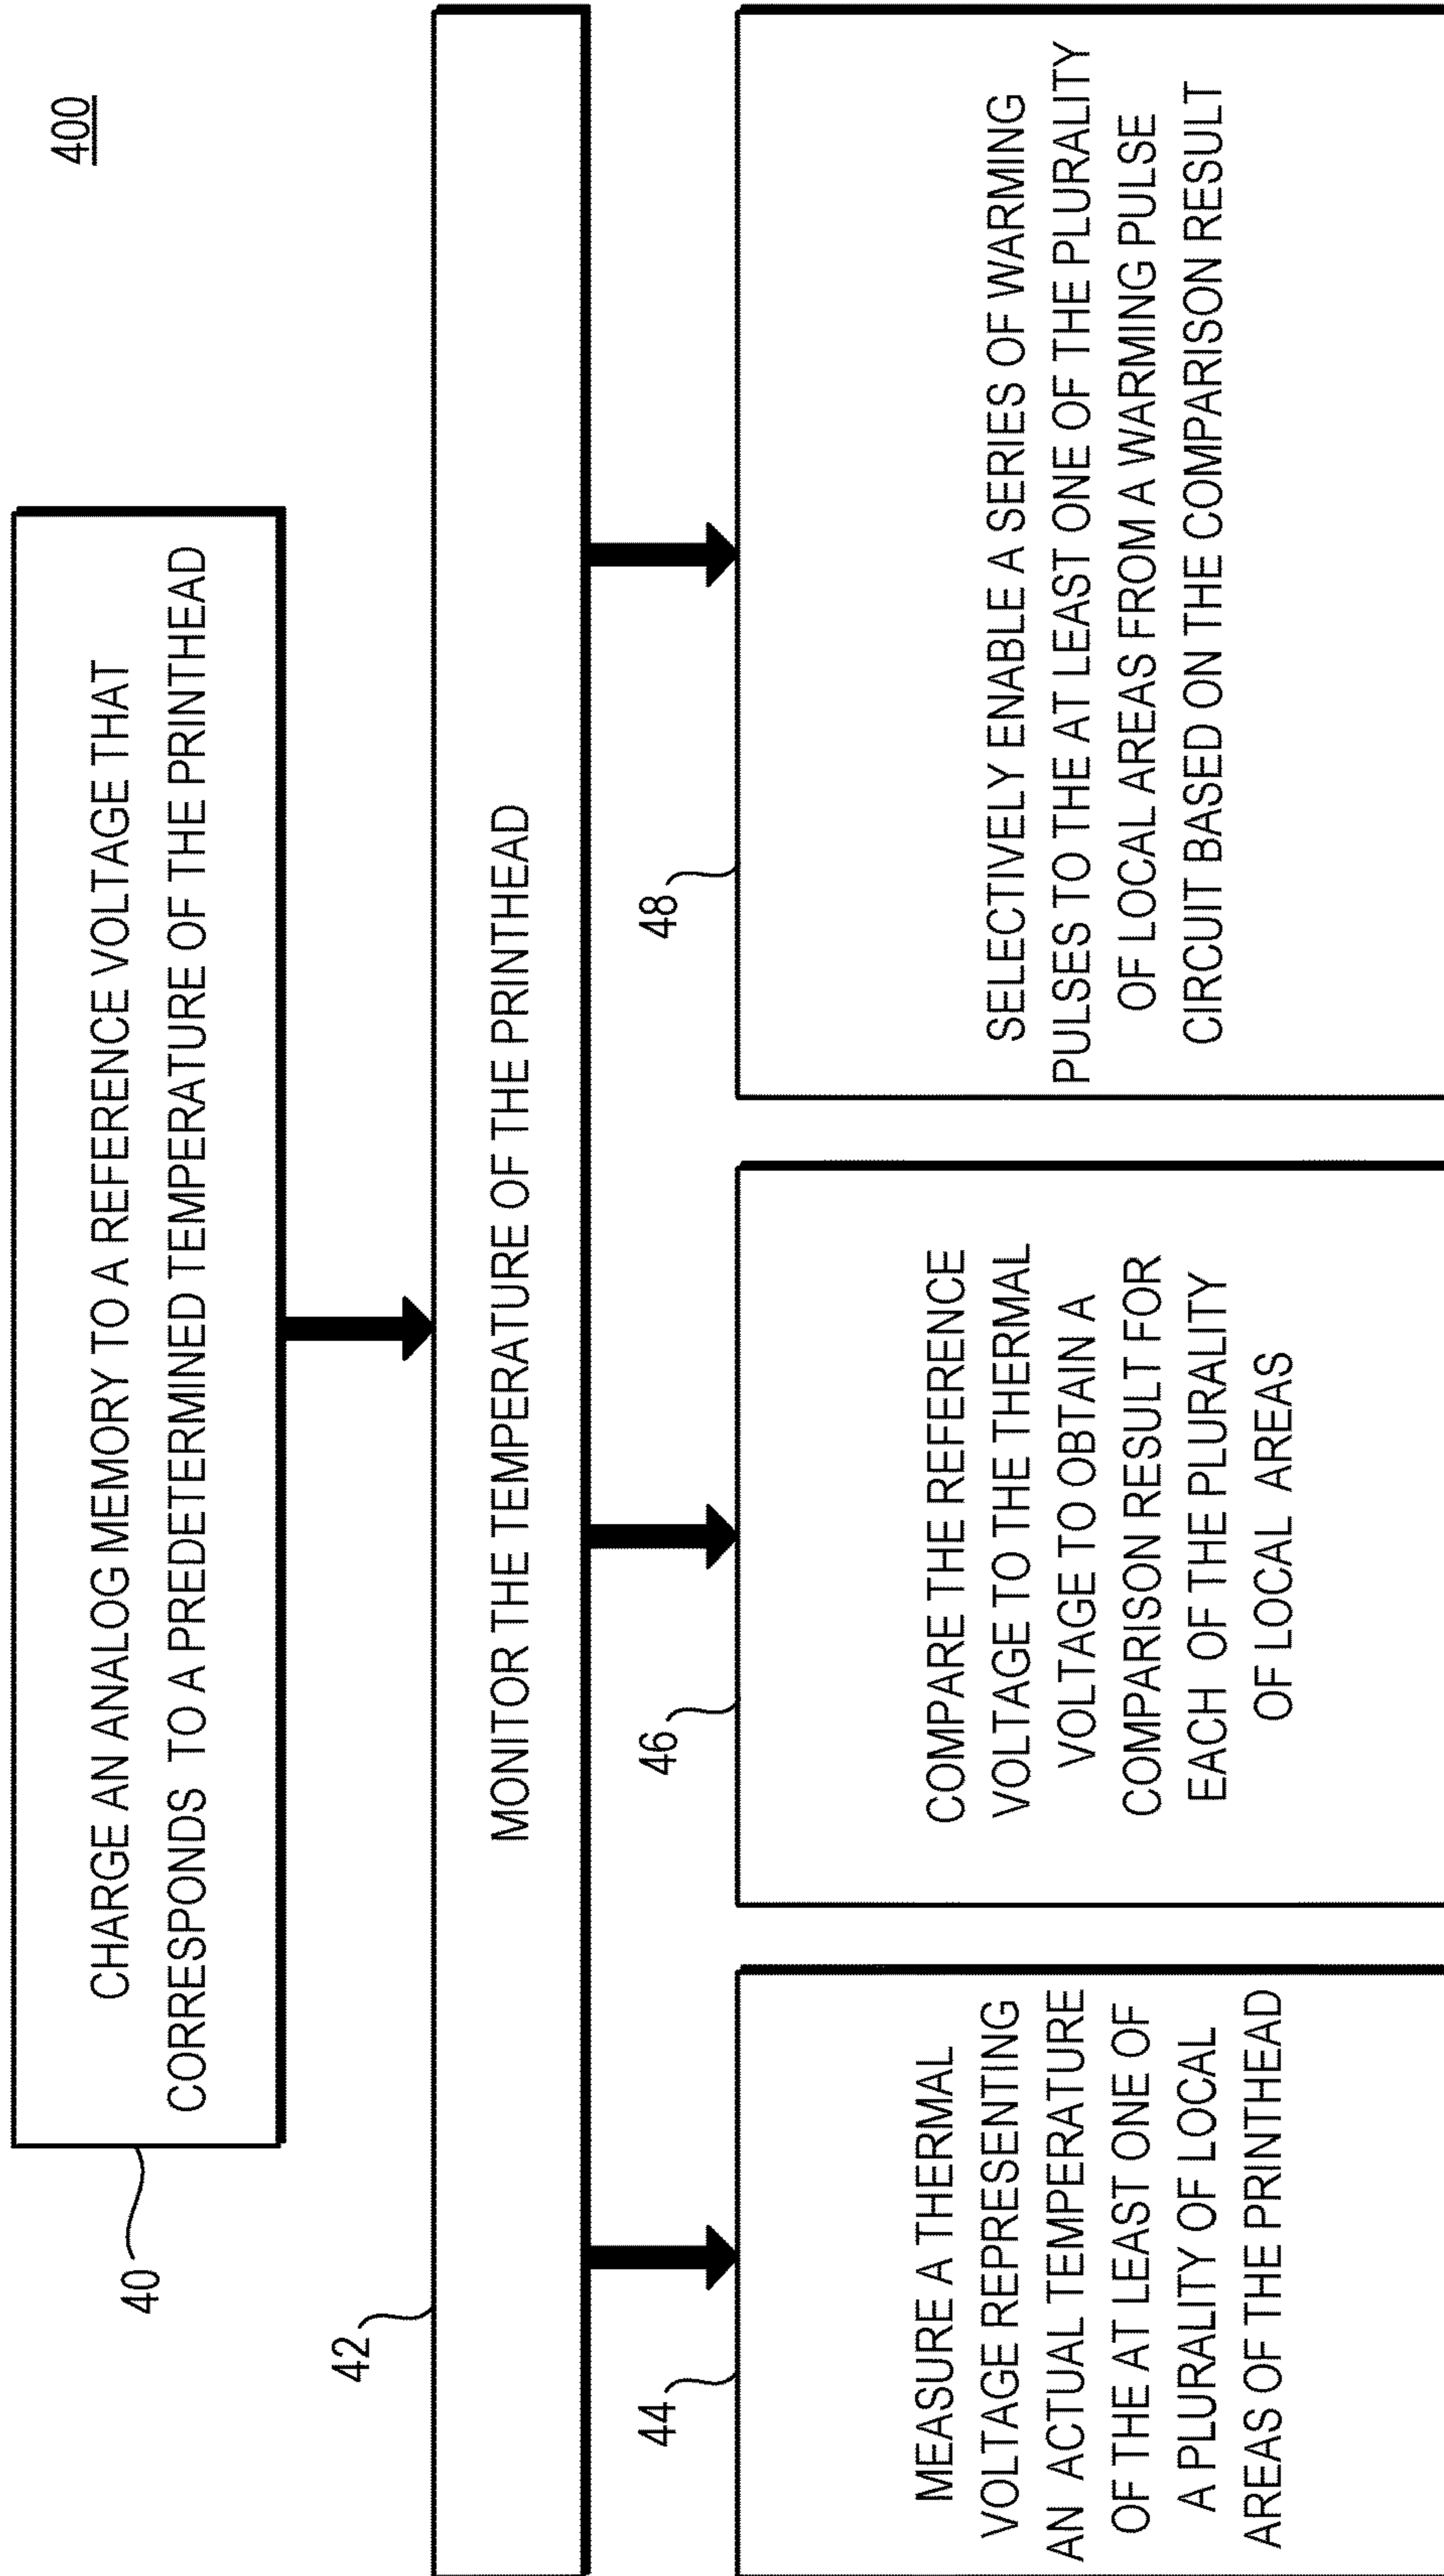 400
CHARGE AN ANALOG MEMORY TO A REFERENCE VOLTAGE THAT
CORRESPONDS TO A PREDETERMINED TEMPERATURE OF THE PRINTHEAD
40
42
MONITOR THE TEMPERATURE OF THE PRINTHEAD
44
MEASURE A THERMAL
VOLTAGE REPRESENTING
AN ACTUAL TEMPERATURE
OF THE AT LEAST ONE OF
A PLURALITY OF LOCAL
AREAS OF THE PRINTHEAD
46
COMPARE THE REFERENCE
VOLTAGE TO THE THERMAL
VOLTAGE TO OBTAIN A
COMPARISON RESULT FOR
EACH OF THE PLURALITY
OF LOCAL AREAS
48
SELECTIVELY ENABLE A SERIES OF WARMING
PULSES TO THE AT LEAST ONE OF THE PLURALITY
OF LOCAL AREAS FROM A WARMING PULSE
CIRCUIT BASED ON THE COMPARISON RESULT